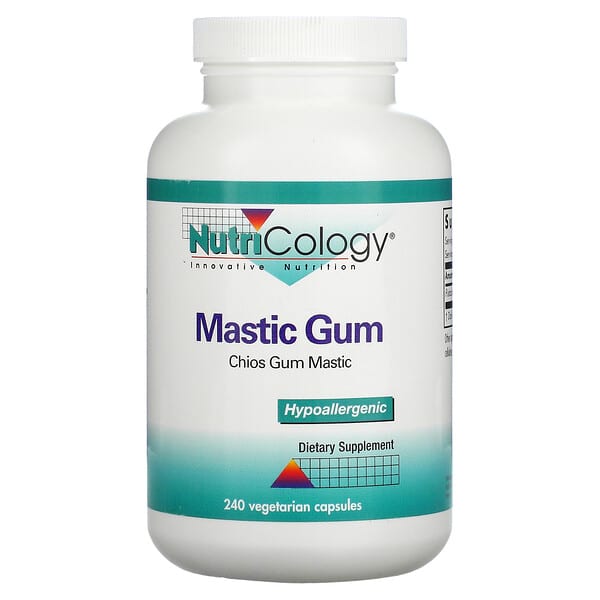 NutriCology®
Innovative Nutrition
Mastic Gum
Chios Gum Mastic
Hypoallergenic
Dietary Supplement
240 vegetarian capsules